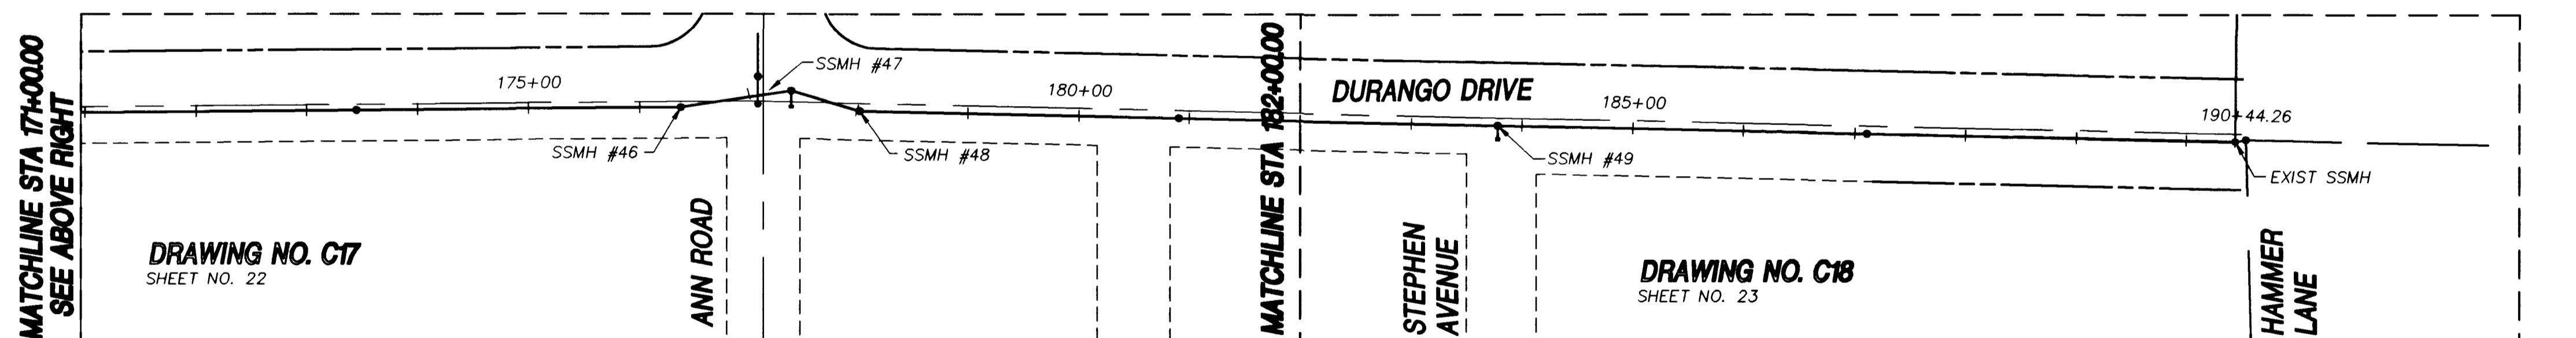 MATCHLINE STA 171+00.00
SEE ABOVE RIGHT
175+00
SSMH #47
180+00
MATCHLINE STA 182+00.00
DURANGO DRIVE
185+00
190+44.26
SSMH #46
SSMH #48
SSMH #49
EXIST SSMH
DRAWING NO. C17
SHEET NO. 22
ANN ROAD
STEPHEN
AVENUE
DRAWING NO. C18
SHEET NO. 23
HAMMER
LANE